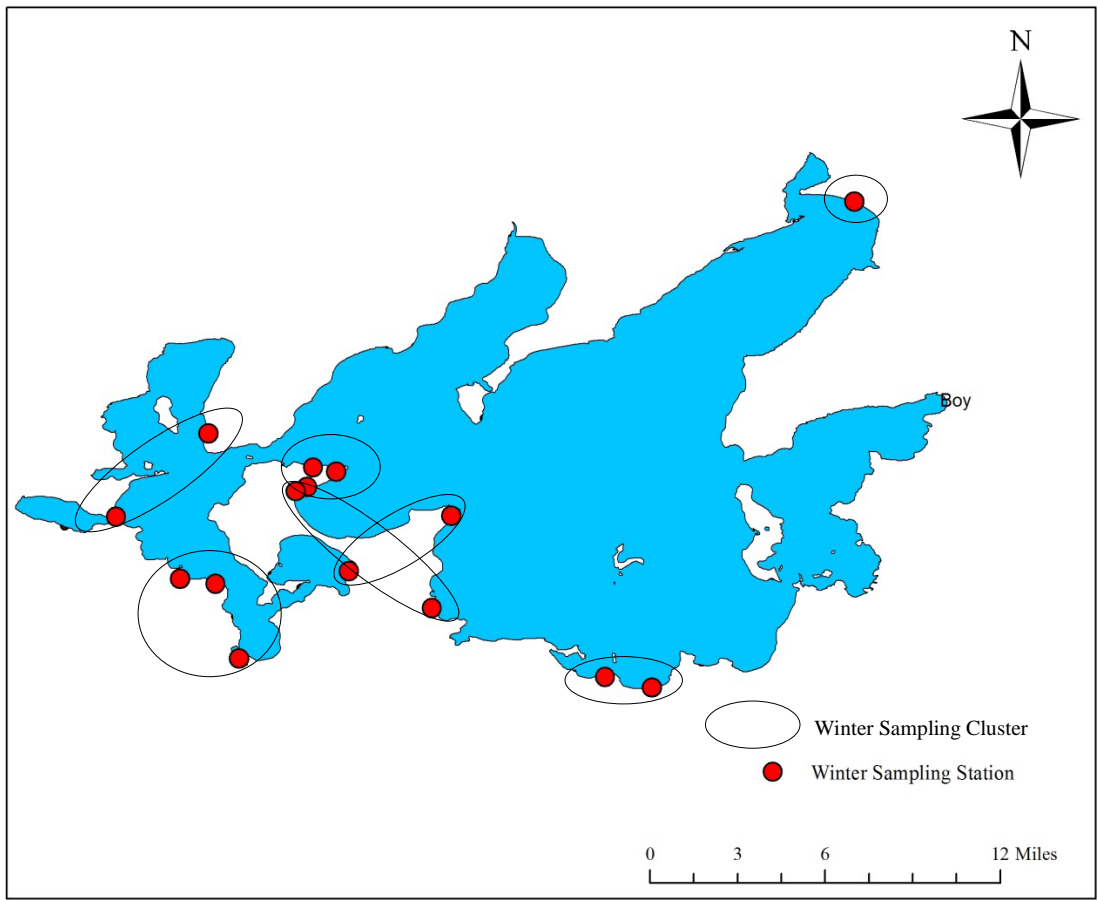 N
Boy
Winter Sampling Cluster
Winter Sampling Station
0 3 6 12 Miles